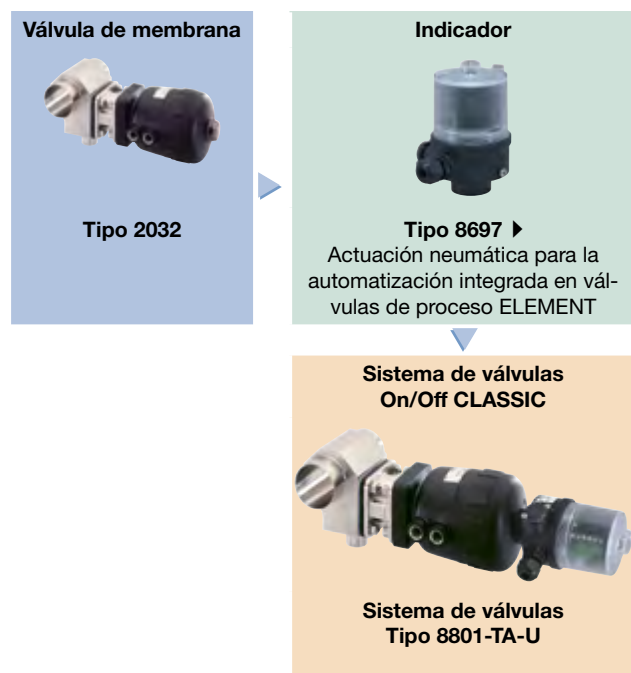 Válvula de membrana
Tipo 2032
Indicador
Tipo 8697
Actuación neumática para la
automatización integrada en vál-
vulas de proceso ELEMENT
Sistema de válvulas
On/Off CLASSIC
Sistema de válvulas
Tipo 8801-TA-U